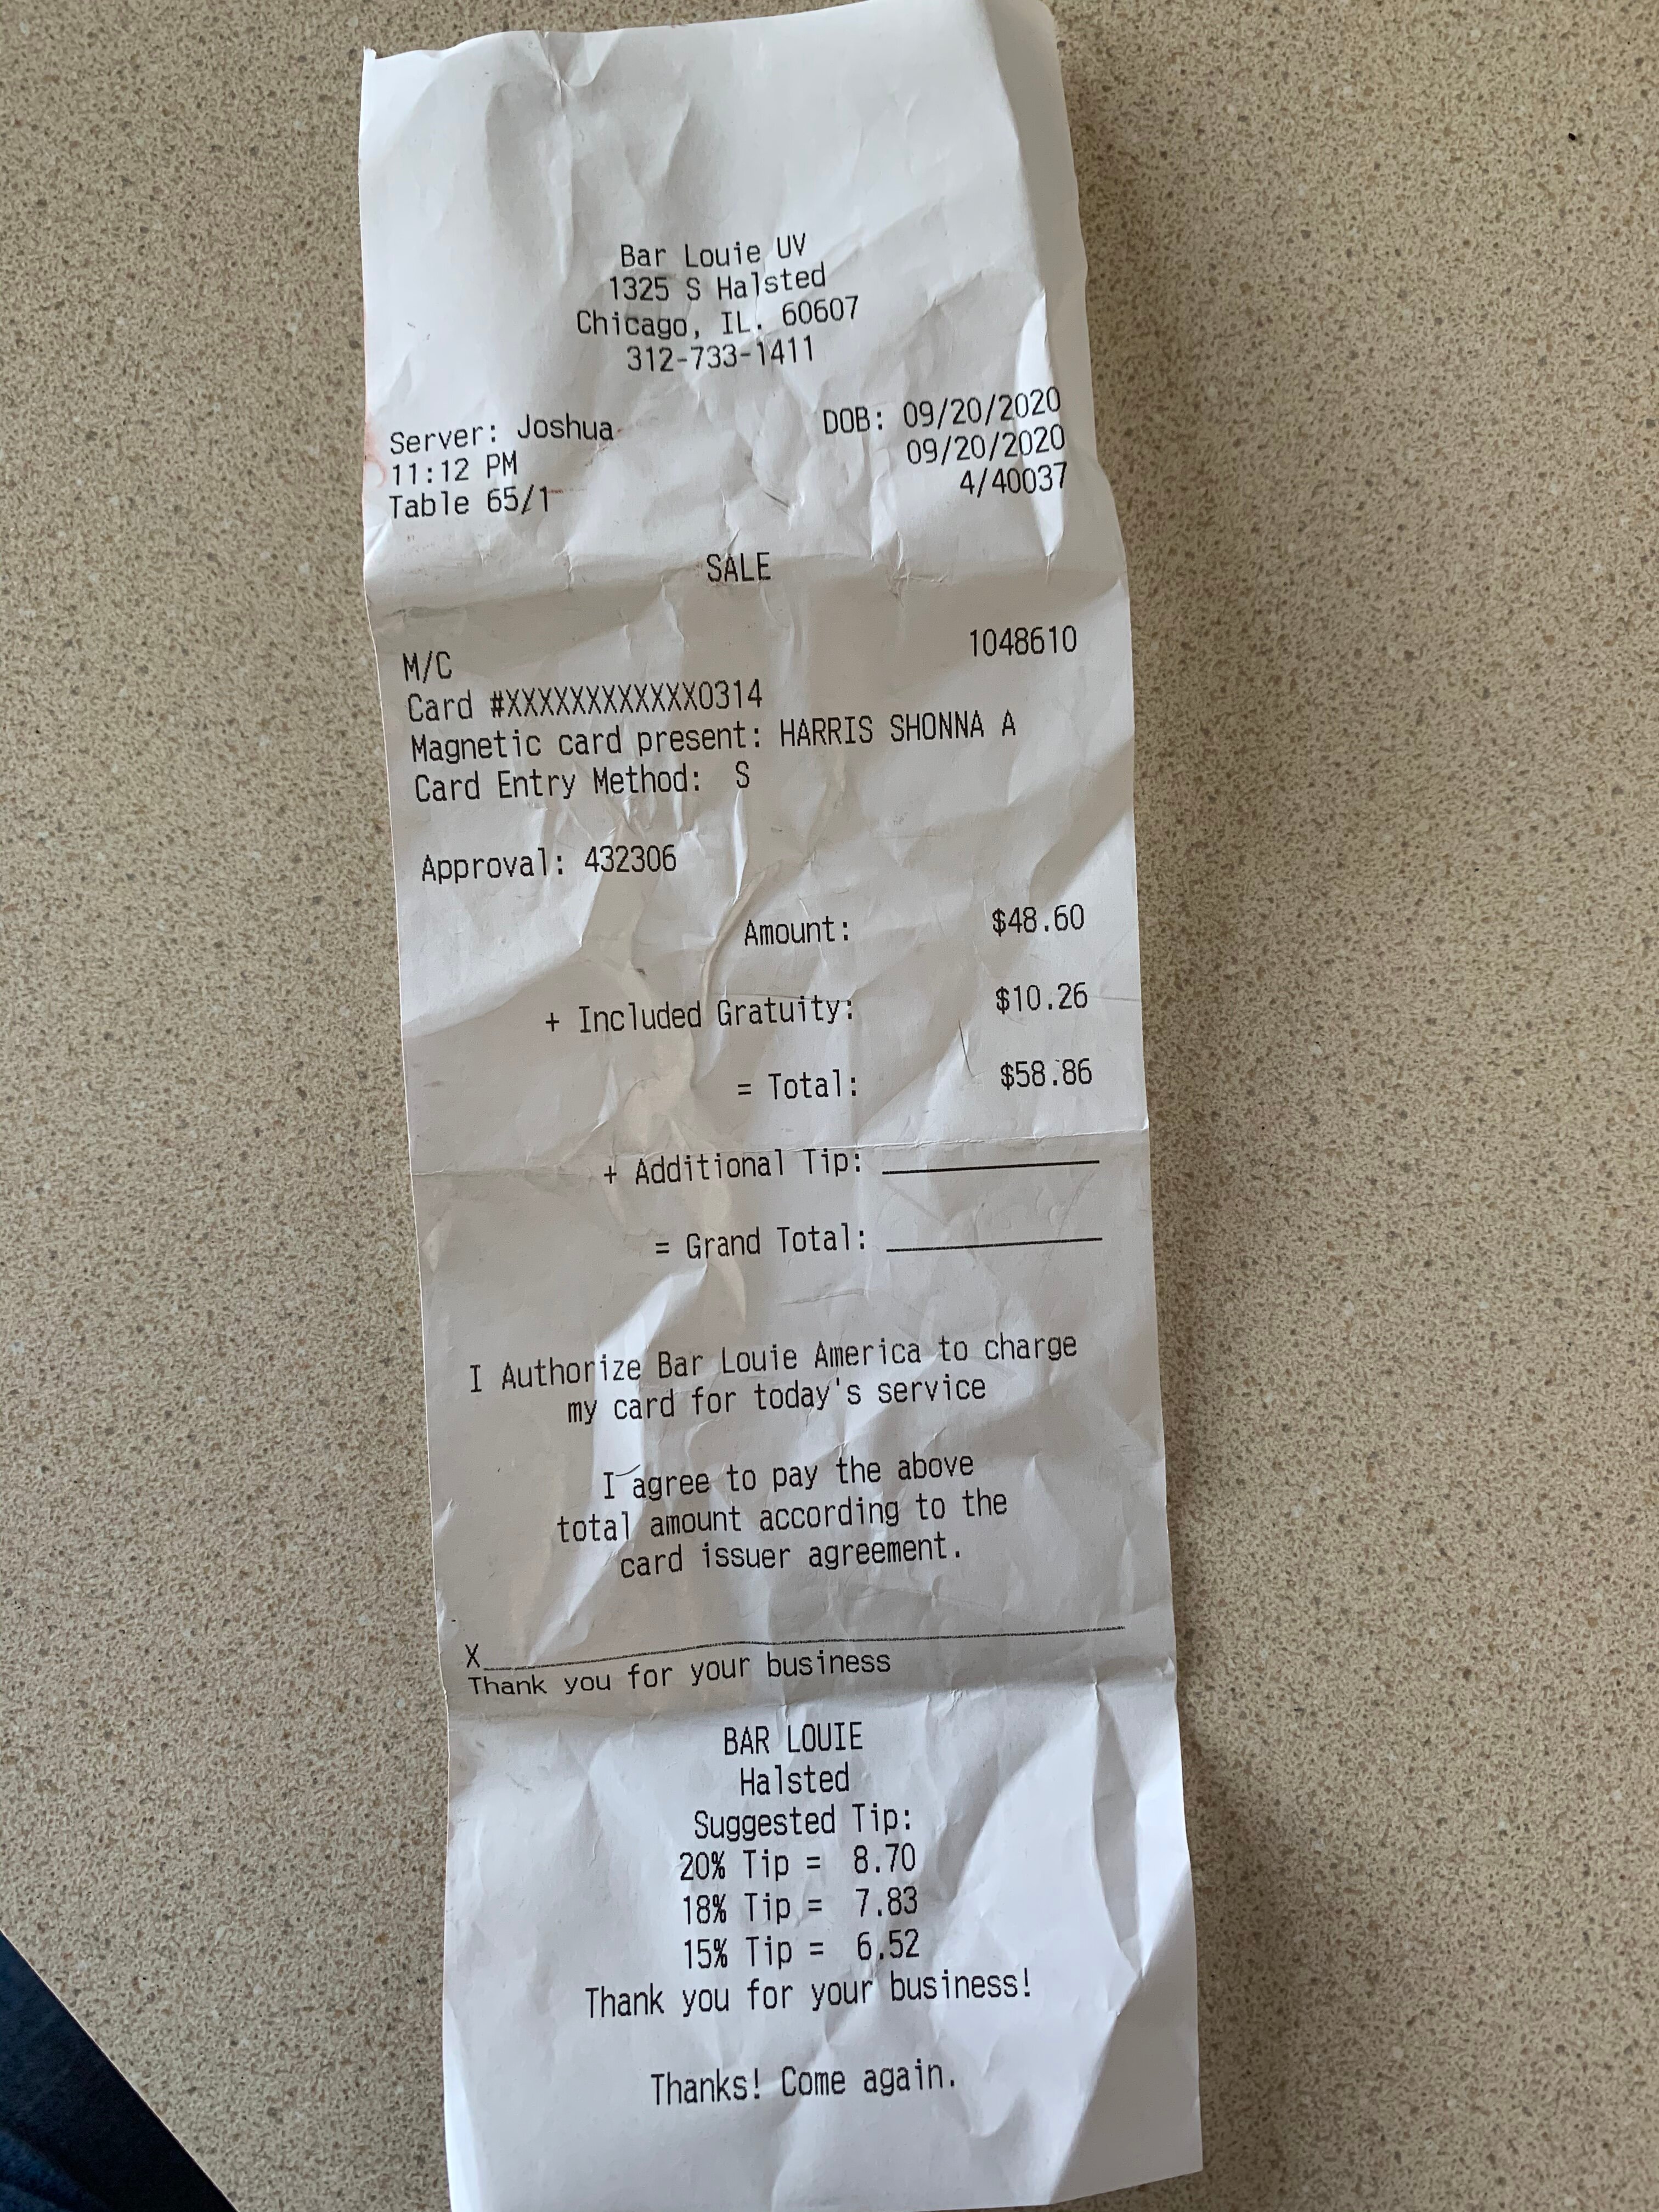 Bar Louie UV
1325 S Halsted
Chicago, IL. 60607
312-733-1411
Server: Joshua DOB: 09/20/2020
11:12 PM 09/20/2020
Table 65/1 4/40037
SALE
M/C 1048610
Card #XXXXXXXXXXXX0314
Magnetic card present: HARRIS SHONNA A
Card Entry Method: S
Approval: 432306
Amount: $48.60
+ Included Gratuity: $10.26
= Total: $58.86
+ Additional Tip:
= Grand Total:
I Authorize Bar Louie America to charge
my card for today's service
I agree to pay the above
total amount according to the
card issuer agreement.
X
Thank you for your business
BAR LOUIE
Halsted
Suggested Tip:
20% Tip = 8.70
18% Tip = 7.83
15% Tip = 6.52
Thank you for your business!
Thanks! Come again.